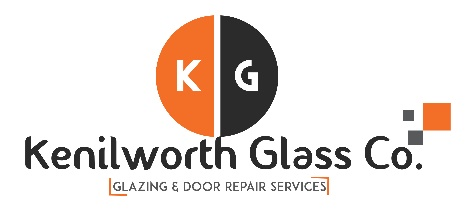 K G
Kenilworth Glass Co.
GLAZING & DOOR REPAIR SERVICES